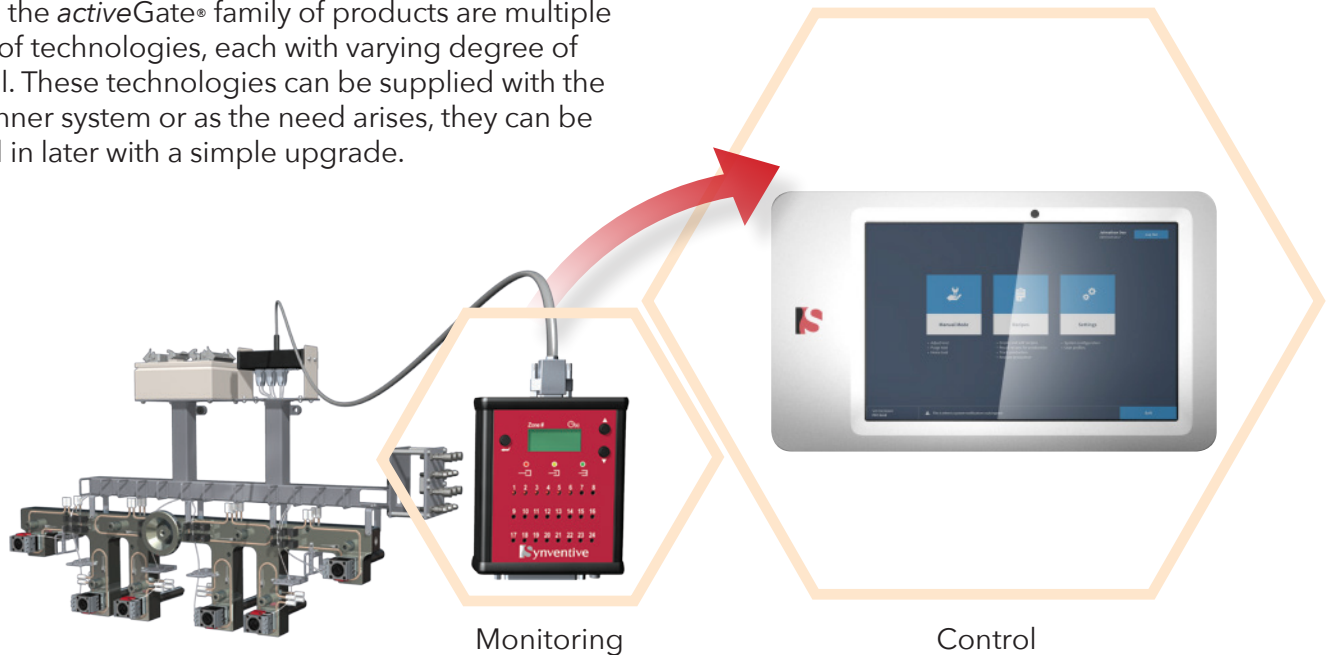 the activeGate® family of products are multiple
of technologies, each with varying degree of
l. These technologies can be supplied with the
nner system or as the need arises, they can be
l in later with a simple upgrade.
Manual Mode
Settings
Zone #
1 2 3 4 5 6 7 8
9 10 11 12 13 14 15 16
17 18 19 20 21 22 23 24
Synventive
Monitoring
Control